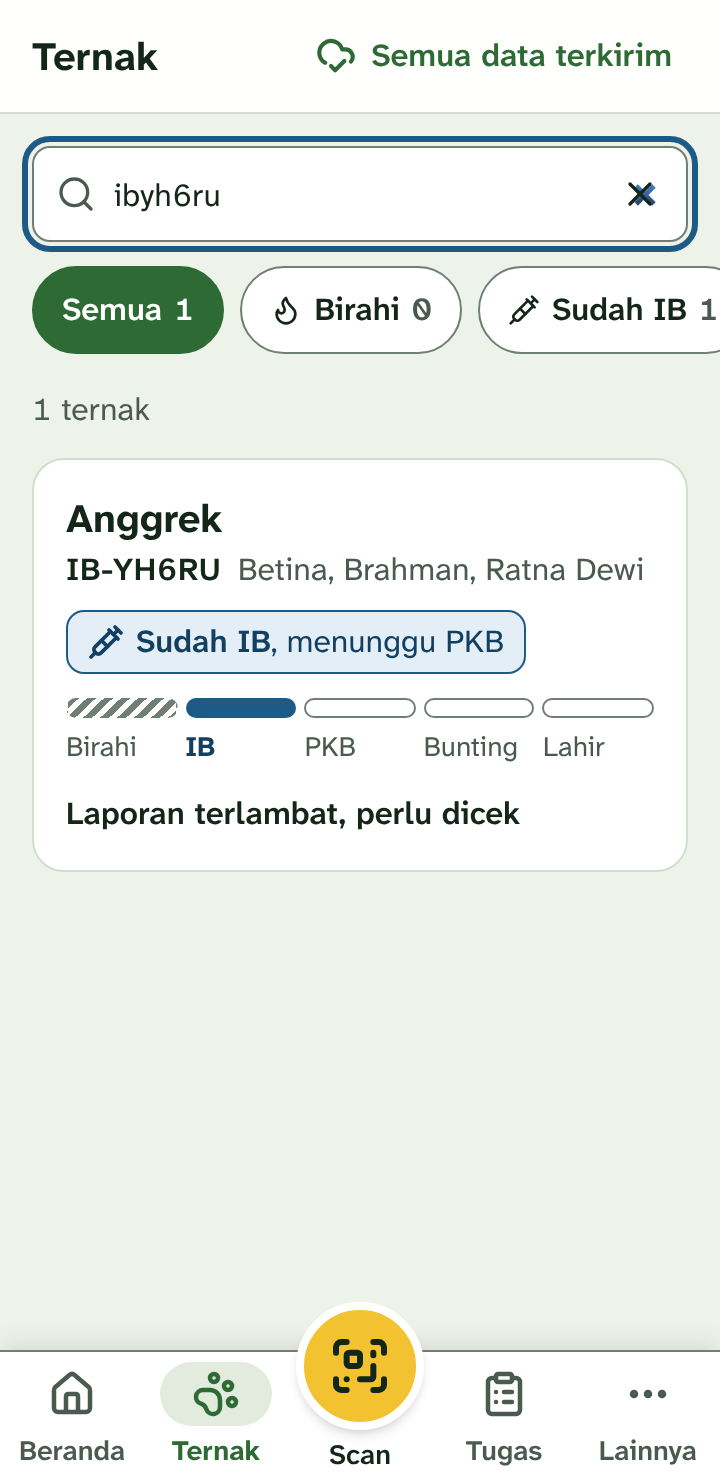 Ternak Semua data terkirim
ibyh6ru
Semua 1 Birahi 0 Sudah IB 1
1 ternak
Anggrek
IB-YH6RU Betina, Brahman, Ratna Dewi
Sudah IB, menunggu PKB
Birahi IB PKB Bunting Lahir
Laporan terlambat, perlu dicek
Beranda Ternak Scan Tugas Lainnya